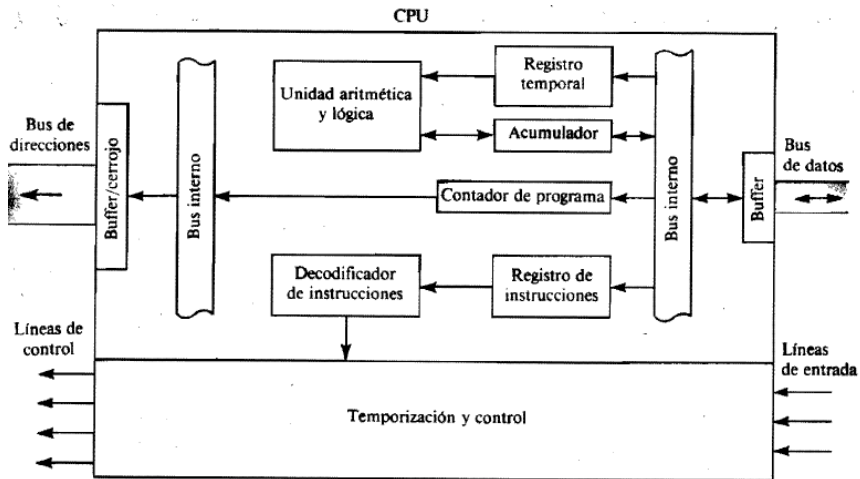 CPU
Registro
temporal
Unidad aritmética
y lógica
Acumulador
Bus de
direcciones
Buffer/cerrojo
Bus interno
Contador de programa
Bus interno
Buffer
Bus
de datos
Decodificador
de instrucciones
Registro de
instrucciones
Líneas de
control
Líneas
de entrada
Temporización y control